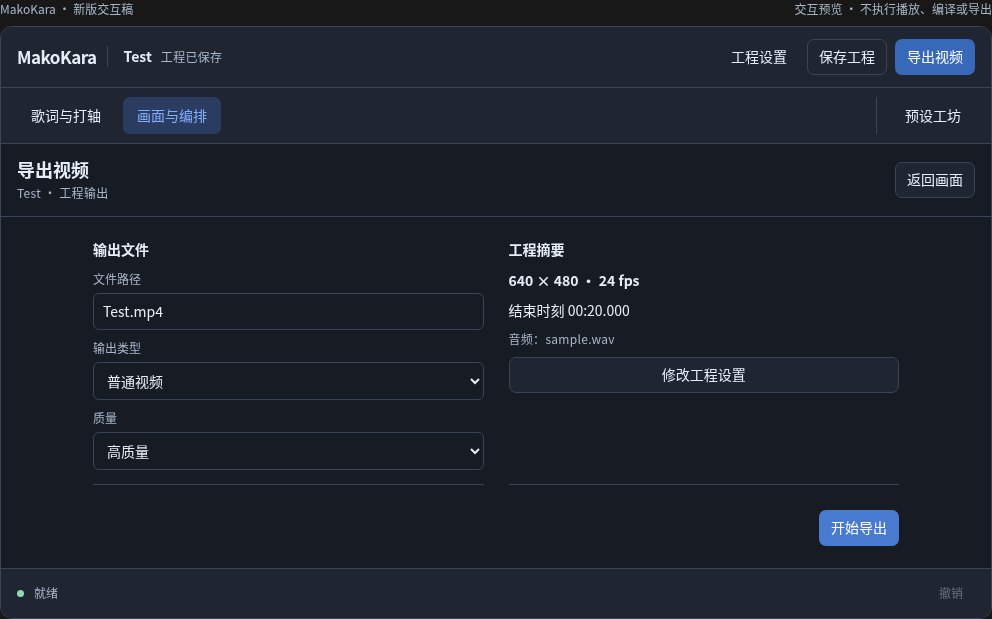 MakoKara • 新版交互稿
交互预览 • 不执行播放、编译或导出
MakoKara Test 工程已保存 工程设置 保存工程 导出视频
歌词与打轴 画面与编排 预设工坊
导出视频
Test • 工程输出
返回画面
输出文件
文件路径
Test.mp4
输出类型
普通视频
质量
高质量
工程摘要
640 × 480 • 24 fps
结束时刻 00:20.000
音频：sample.wav
修改工程设置
开始导出
就绪 撤销